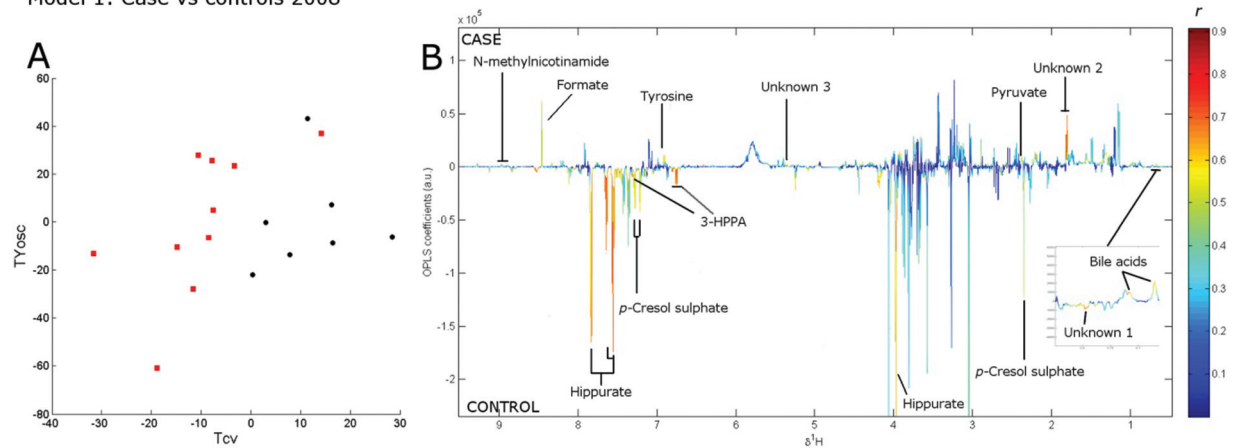 Model 1: Case vs controls 2008
A
60
40
20
0
-20
-40
-60
-80
-40
-30
-20
-10
0
10
20
30
TYosc
Tcv
B
x 10^5
CASE
CONTROL
1
0.5
0
-0.5
-1
-1.5
-2
OPLS coefficients (a.u.)
N-methylnicotinamide
Formate
Tyrosine
Unknown 3
Pyruvate
Unknown 2
3-HPPA
p-Cresol sulphate
Hippurate
Hippurate
p-Cresol sulphate
Bile acids
Unknown 1
9
8
7
6
5
4
3
2
1
δ¹H
r
0.9
0.8
0.7
0.6
0.5
0.4
0.3
0.2
0.1